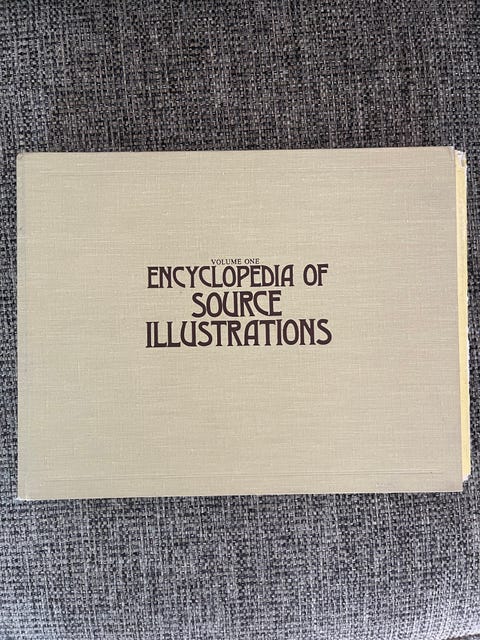 VOLUME ONE
ENCYCLOPEDIA OF
SOURCE
ILLUSTRATIONS